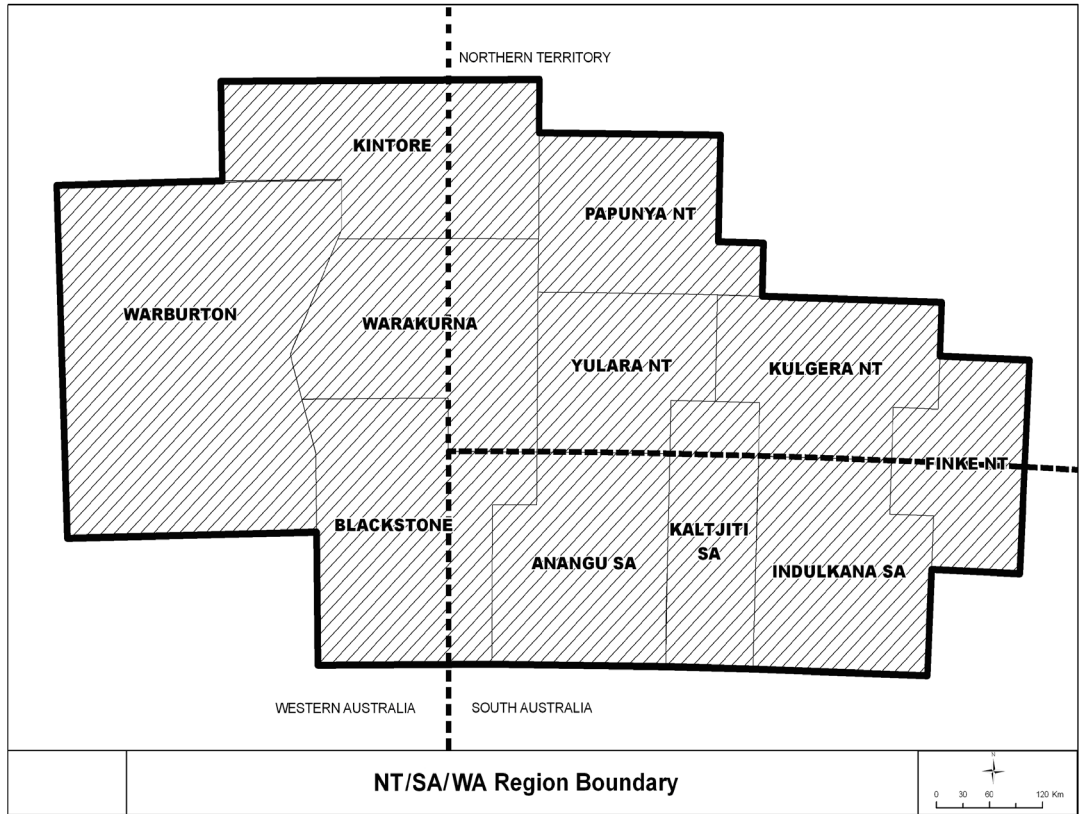 NORTHERN TERRITORY
KINTORE
PAPUNYA NT
WARBURTON
WARAKURNA
YULARA NT
KULGERA NT
FINKE NT
BLACKSTONE
KALTJITI
SA
ANANGU SA
INDULKANA SA
WESTERN AUSTRALIA
SOUTH AUSTRALIA
NT/SA/WA Region Boundary
N
0 30 60 120 Km